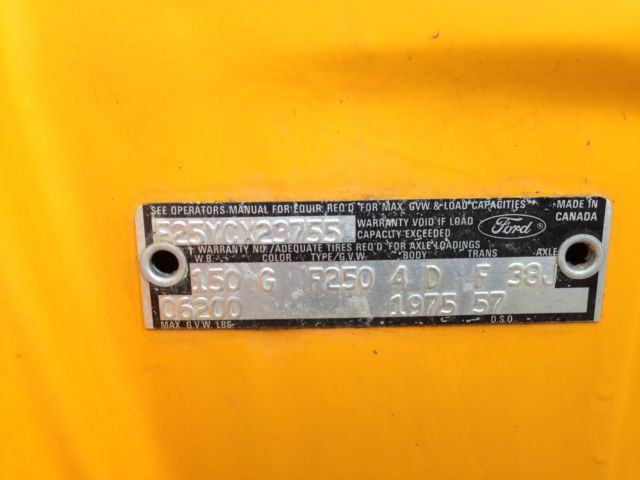 SEE OPERATORS MANUAL FOR EQUIP. REQ'D FOR MAX. GVW & LOAD CAPACITIES
MADE IN CANADA
F25YCX23755
WARRANTY VOID IF LOAD CAPACITY EXCEEDED
Ford
WARRANTY NO./ADEQUATE TIRES REQ'D FOR AXLE LOADINGS
W.B. COLOR TYPE/G.V.W. BODY TRANS AXLE
150 G F250 4 D F 38J
06200 1975 57
MAX. G.V.W. LBS. D.S.O.